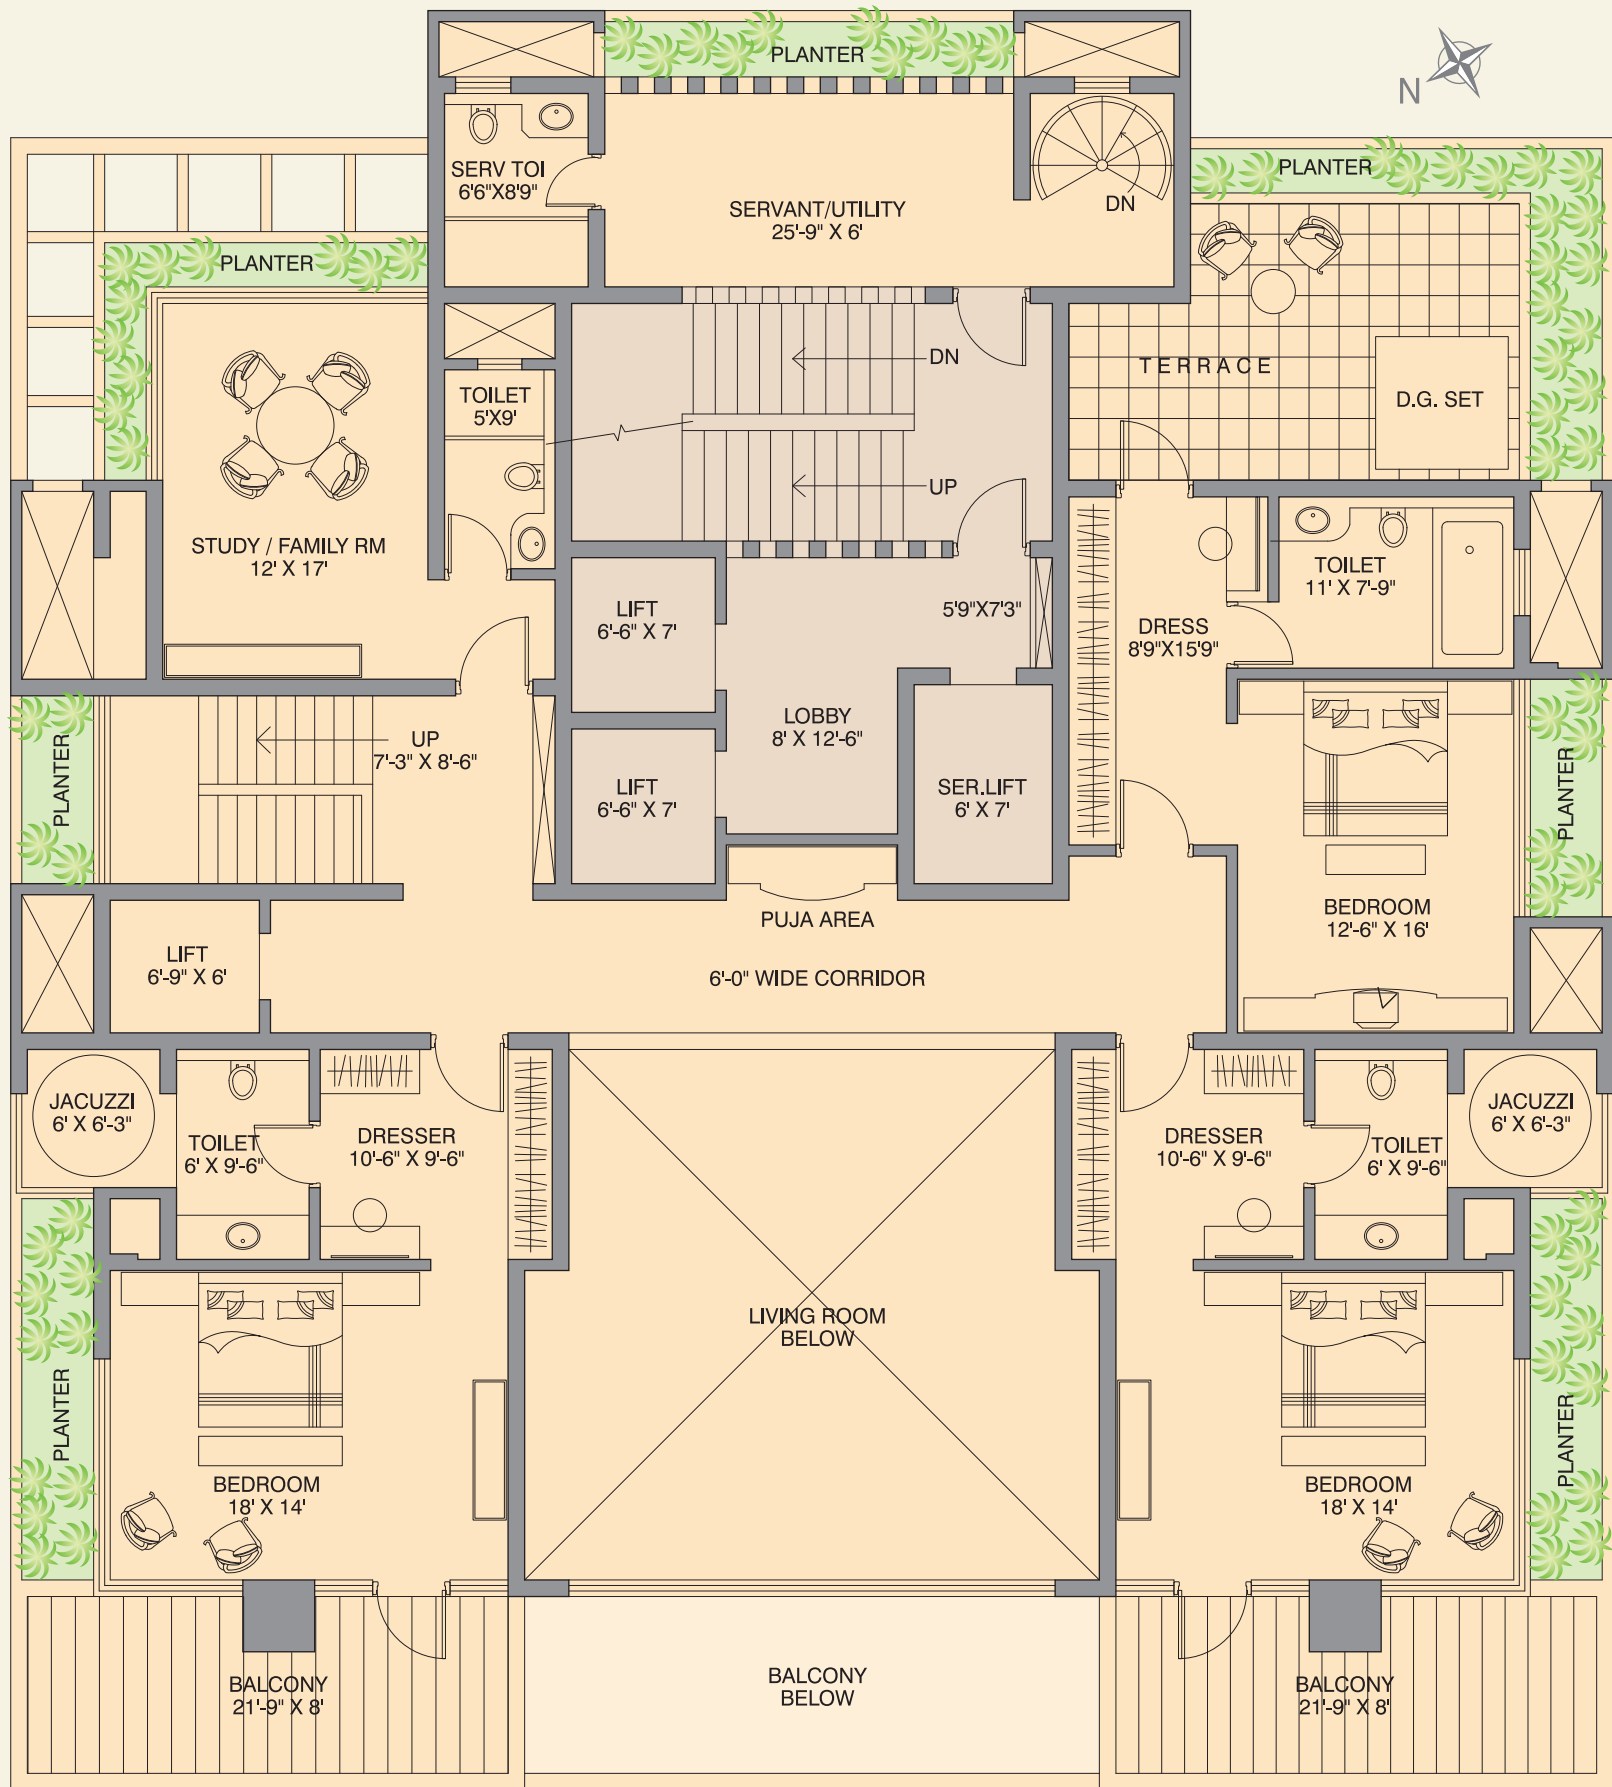 PLANTER
N
SERV TOI
6'6"X8'9"
SERVANT/UTILITY
25'-9" X 6'
DN
PLANTER
PLANTER
TERRACE
D.G. SET
DN
TOILET
5'X9'
UP
STUDY / FAMILY RM
12' X 17'
LIFT
6'-6" X 7'
5'9"X7'3"
DRESS
8'9"X15'9"
TOILET
11' X 7'-9"
PLANTER
UP
7'-3" X 8'-6"
LIFT
6'-6" X 7'
LOBBY
8' X 12'-6"
SER.LIFT
6' X 7'
PLANTER
BEDROOM
12'-6" X 16'
PUJA AREA
LIFT
6'-9" X 6'
6'-0" WIDE CORRIDOR
JACUZZI
6' X 6'-3"
TOILET
6' X 9'-6"
DRESSER
10'-6" X 9'-6"
DRESSER
10'-6" X 9'-6"
TOILET
6' X 9'-6"
JACUZZI
6' X 6'-3"
LIVING ROOM
BELOW
PLANTER
BEDROOM
18' X 14'
BEDROOM
18' X 14'
PLANTER
BALCONY
21'-9" X 8'
BALCONY
BELOW
BALCONY
21'-9" X 8'